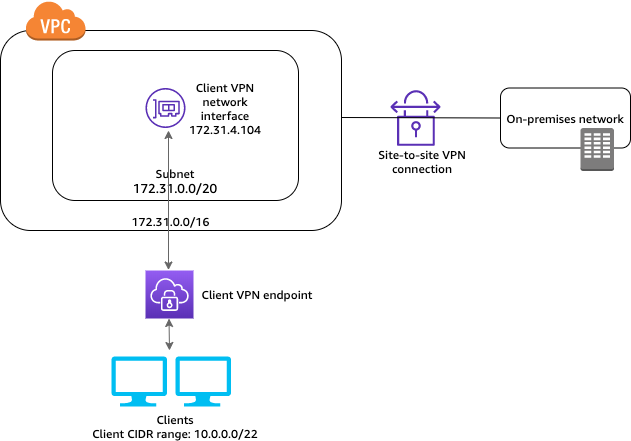 VPC
Client VPN
network
interface
172.31.4.104
Subnet
172.31.0.0/20
172.31.0.0/16
On-premises network
Site-to-site VPN
connection
Client VPN endpoint
Clients
Client CIDR range: 10.0.0.0/22